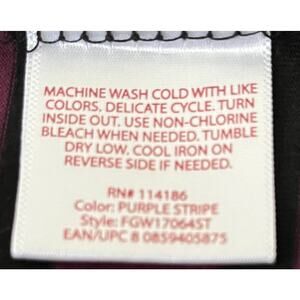 MACHINE WASH COLD WITH LIKE
COLORS. DELICATE CYCLE. TURN
INSIDE OUT. USE NON-CHLORINE
BLEACH WHEN NEEDED. TUMBLE
DRY LOW. COOL IRON ON
REVERSE SIDE IF NEEDED.
RN# 114186
Color: PURPLE STRIPE
Style: FGW17064ST
EAN/UPC 8 0859405875